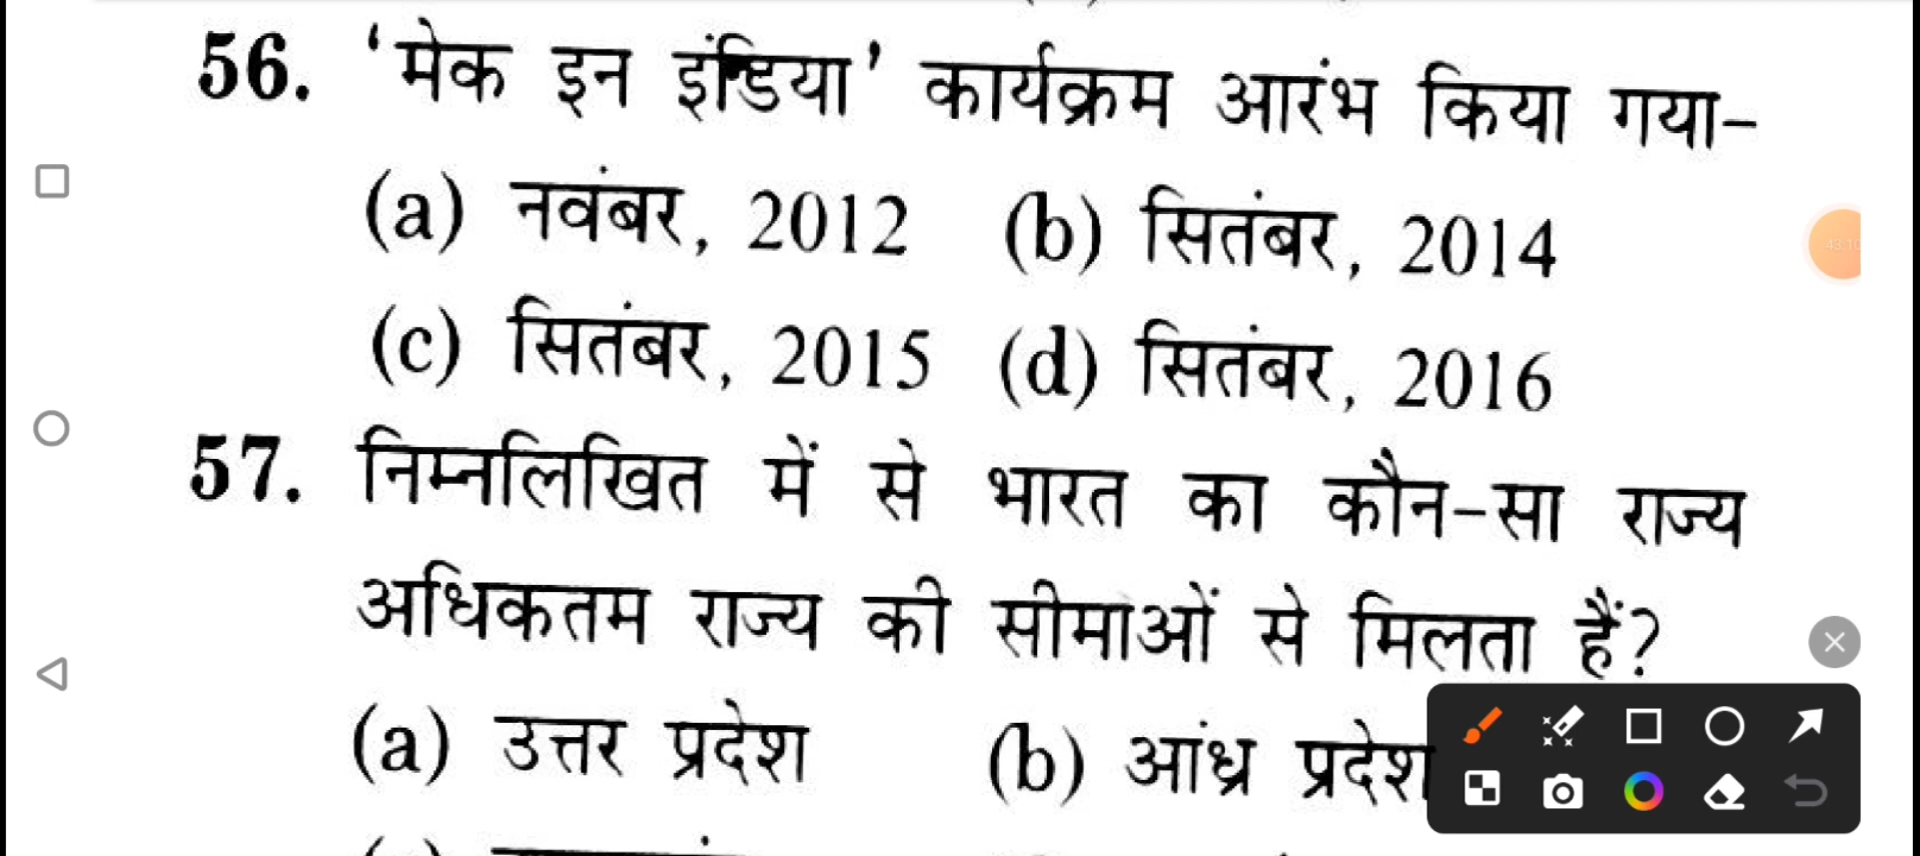 56. 'मेक इन इंडिया' कार्यक्रम आरंभ किया गया-
(a) नवंबर, 2012 (b) सितंबर, 2014
(c) सितंबर, 2015 (d) सितंबर, 2016
57. निम्नलिखित में से भारत का कौन-सा राज्य
अधिकतम राज्य की सीमाओं से मिलता हैं?
(a) उत्तर प्रदेश (b) आंध्र प्रदेश